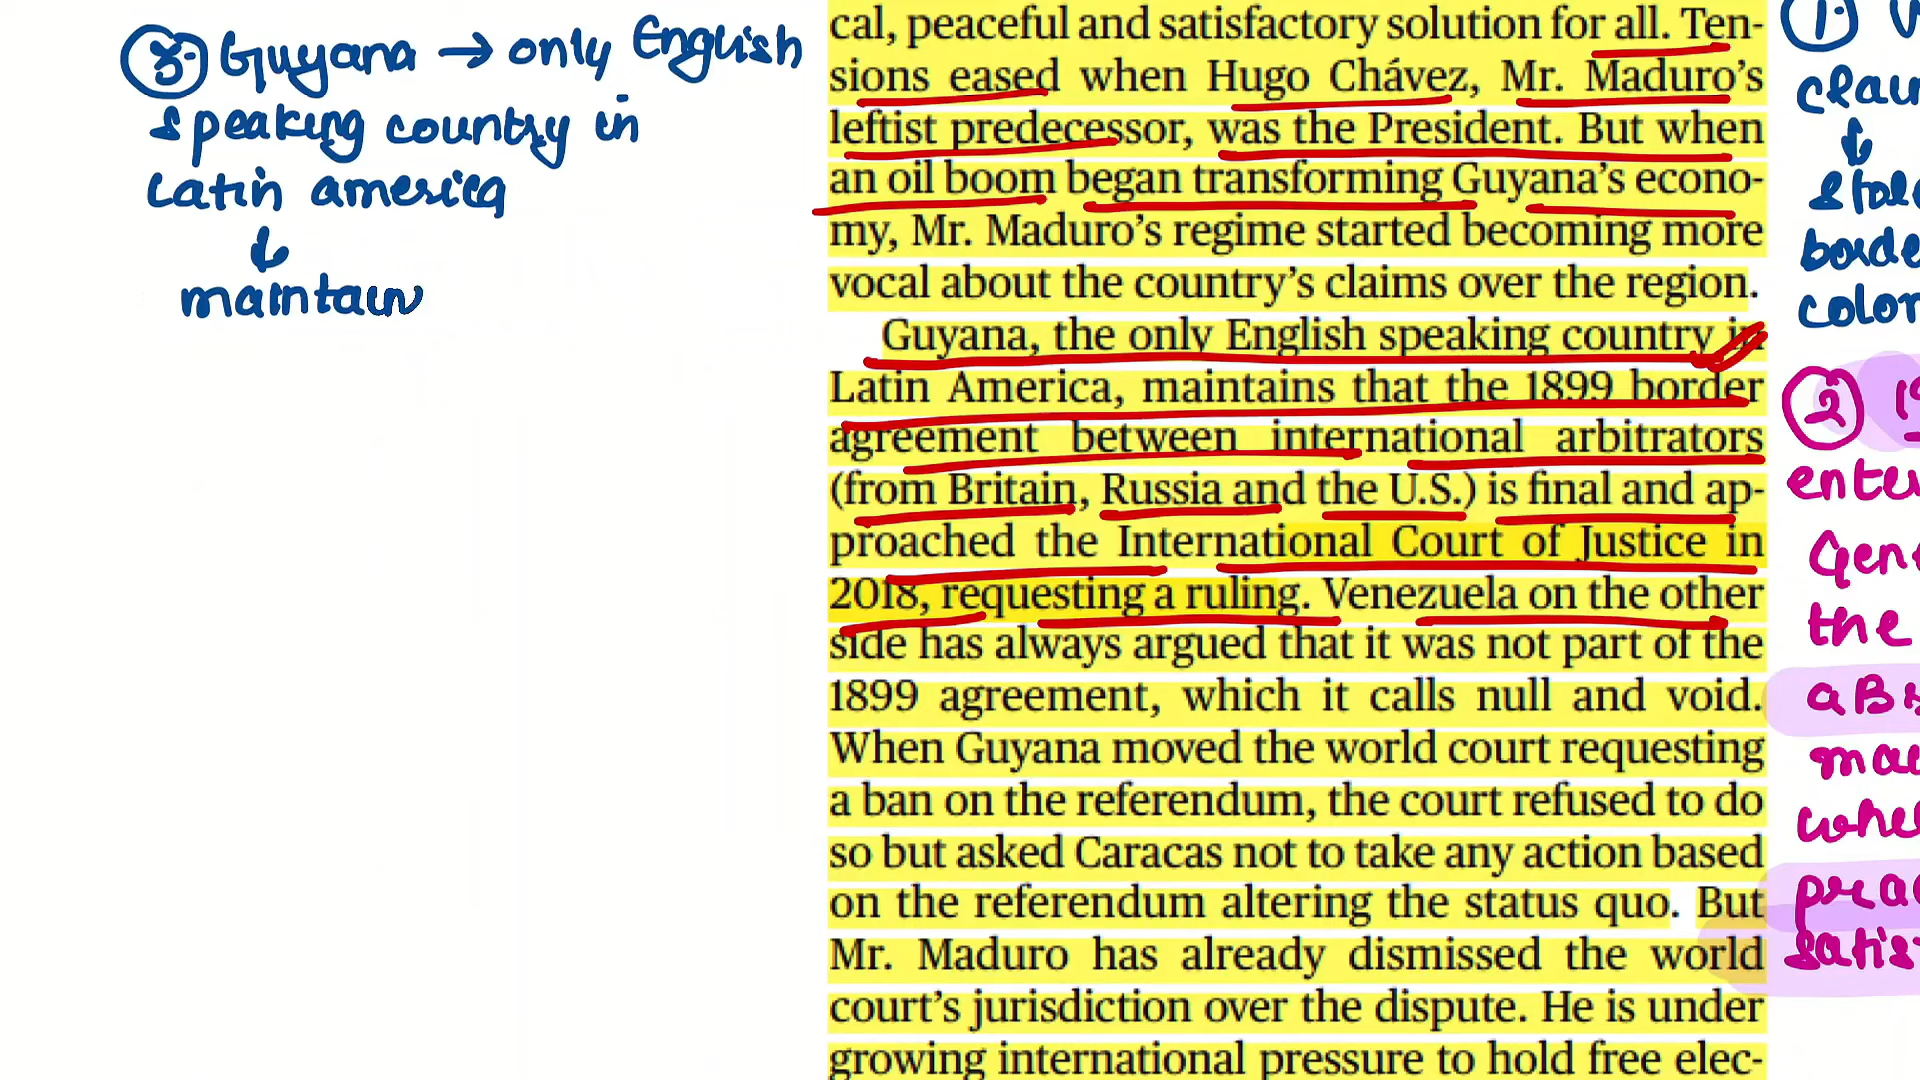 3. Guyana → only English
speaking country in
Latin america
↓
maintain
cal, peaceful and satisfactory solution for all. Ten-
sions eased when Hugo Chávez, Mr. Maduro's
leftist predecessor, was the President. But when
an oil boom began transforming Guyana's econo-
my, Mr. Maduro's regime started becoming more
vocal about the country's claims over the region.
Guyana, the only English speaking country in
Latin America, maintains that the 1899 border
agreement between international arbitrators
(from Britain, Russia and the U.S.) is final and ap-
proached the International Court of Justice in
2018, requesting a ruling. Venezuela on the other
side has always argued that it was not part of the
1899 agreement, which it calls null and void.
When Guyana moved the world court requesting
a ban on the referendum, the court refused to do
so but asked Caracas not to take any action based
on the referendum altering the status quo. But
Mr. Maduro has already dismissed the world
court's jurisdiction over the dispute. He is under
growing international pressure to hold free elec-
1.
↓
2
the
a